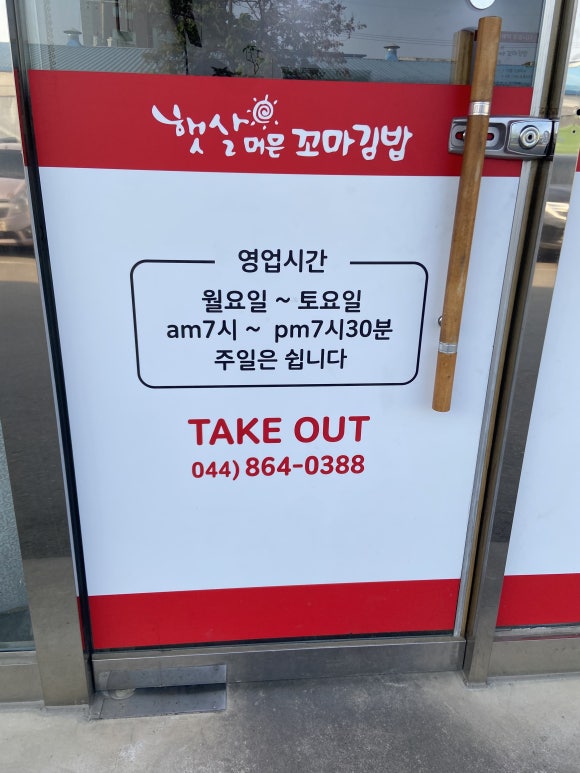 햇살머믄 꼬마김밥
영업시간
월요일 ~ 토요일
am7시 ~ pm7시30분
주일은 쉽니다
TAKE OUT
044) 864-0388